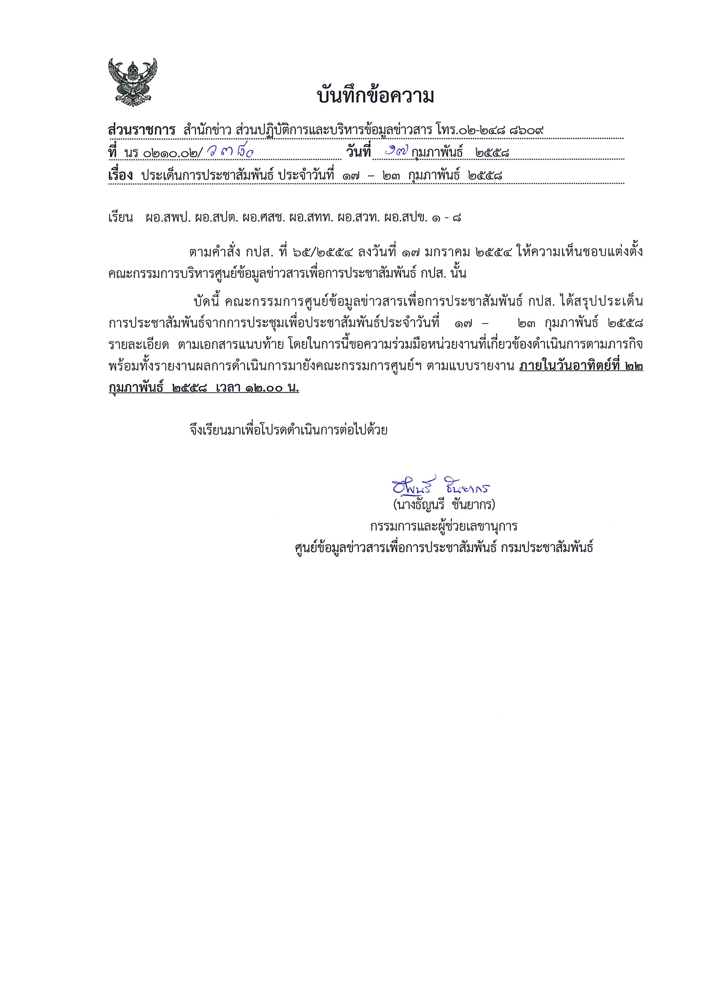 บันทึกข้อความ
ส่วนราชการ สำนักข่าว ส่วนปฏิบัติการและบริหารข้อมูลข่าวสาร โทร.๐๒-๒๔๘ ๘๖๐๙
ที่ นร ๐๒๑๐.๐๒/ ว วันที่ ๑๗ กุมภาพันธ์ ๒๕๕๘
เรื่อง ประเด็นการประชาสัมพันธ์ ประจำวันที่ ๑๗ – ๒๓ กุมภาพันธ์ ๒๕๕๘
เรียน ผอ.สพป. ผอ.สปต. ผอ.ศสช. ผอ.สทท. ผอ.สวท. ผอ.สปข. ๑ - ๘
ตามคำสั่ง กปส. ที่ ๖๕/๒๕๕๔ ลงวันที่ ๑๗ มกราคม ๒๕๕๔ ให้ความเห็นชอบแต่งตั้ง
คณะกรรมการบริหารศูนย์ข้อมูลข่าวสารเพื่อการประชาสัมพันธ์ กปส. นั้น
บัดนี้ คณะกรรมการศูนย์ข้อมูลข่าวสารเพื่อการประชาสัมพันธ์ กปส. ได้สรุปประเด็น
การประชาสัมพันธ์จากการประชุมเพื่อประชาสัมพันธ์ประจำวันที่ ๑๗ – ๒๓ กุมภาพันธ์ ๒๕๕๘
รายละเอียด ตามเอกสารแนบท้าย โดยในการนี้ขอความร่วมมือหน่วยงานที่เกี่ยวข้องดำเนินการตามภารกิจ
พร้อมทั้งรายงานผลการดำเนินการมายังคณะกรรมการศูนย์ฯ ตามแบบรายงาน ภายในวันอาทิตย์ที่ ๒๒
กุมภาพันธ์ ๒๕๕๘ เวลา ๑๒.๐๐ น.
จึงเรียนมาเพื่อโปรดดำเนินการต่อไปด้วย
ชันยากร
(นางธัญนรี ชันยากร)
กรรมการและผู้ช่วยเลขานุการ
ศูนย์ข้อมูลข่าวสารเพื่อการประชาสัมพันธ์ กรมประชาสัมพันธ์